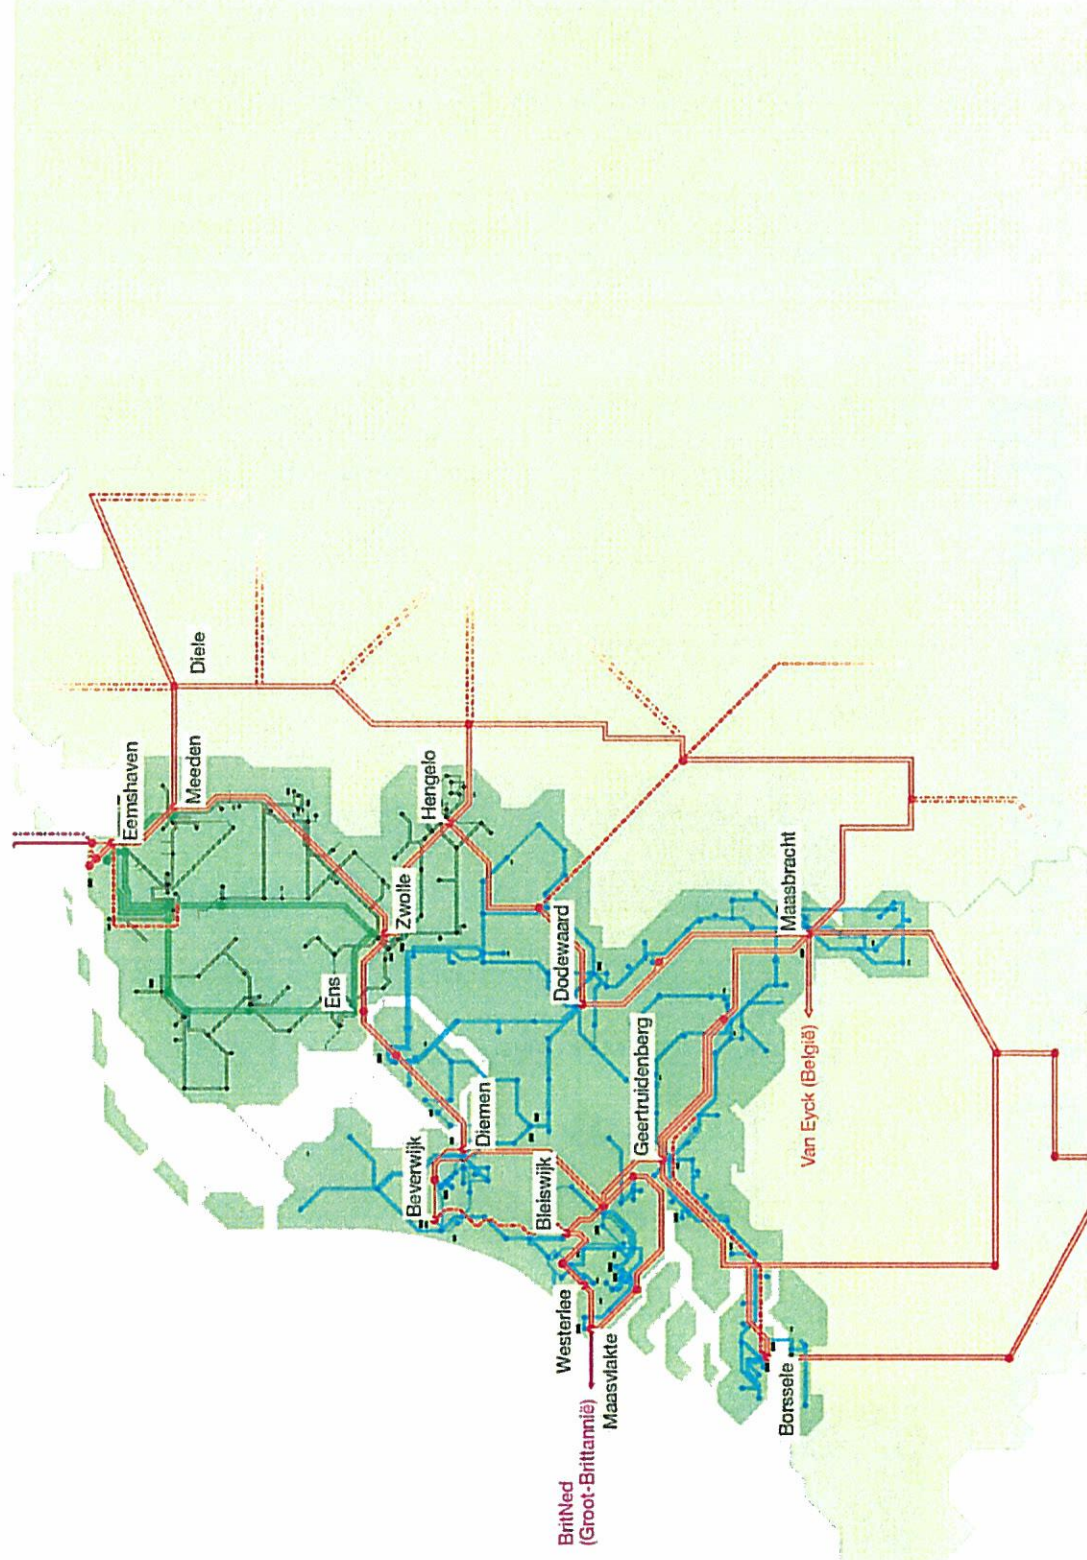 Eemshaven
Meeden
Diele
Ens
Zwolle
Hengelo
Beverwijk
Diemen
Bleiswijk
Dodewaard
Westerlee
Maasvlakte
BritNed
(Groot-Brittannië)
Geertruidenberg
Maasbracht
Borssele
Van Eyck (België)